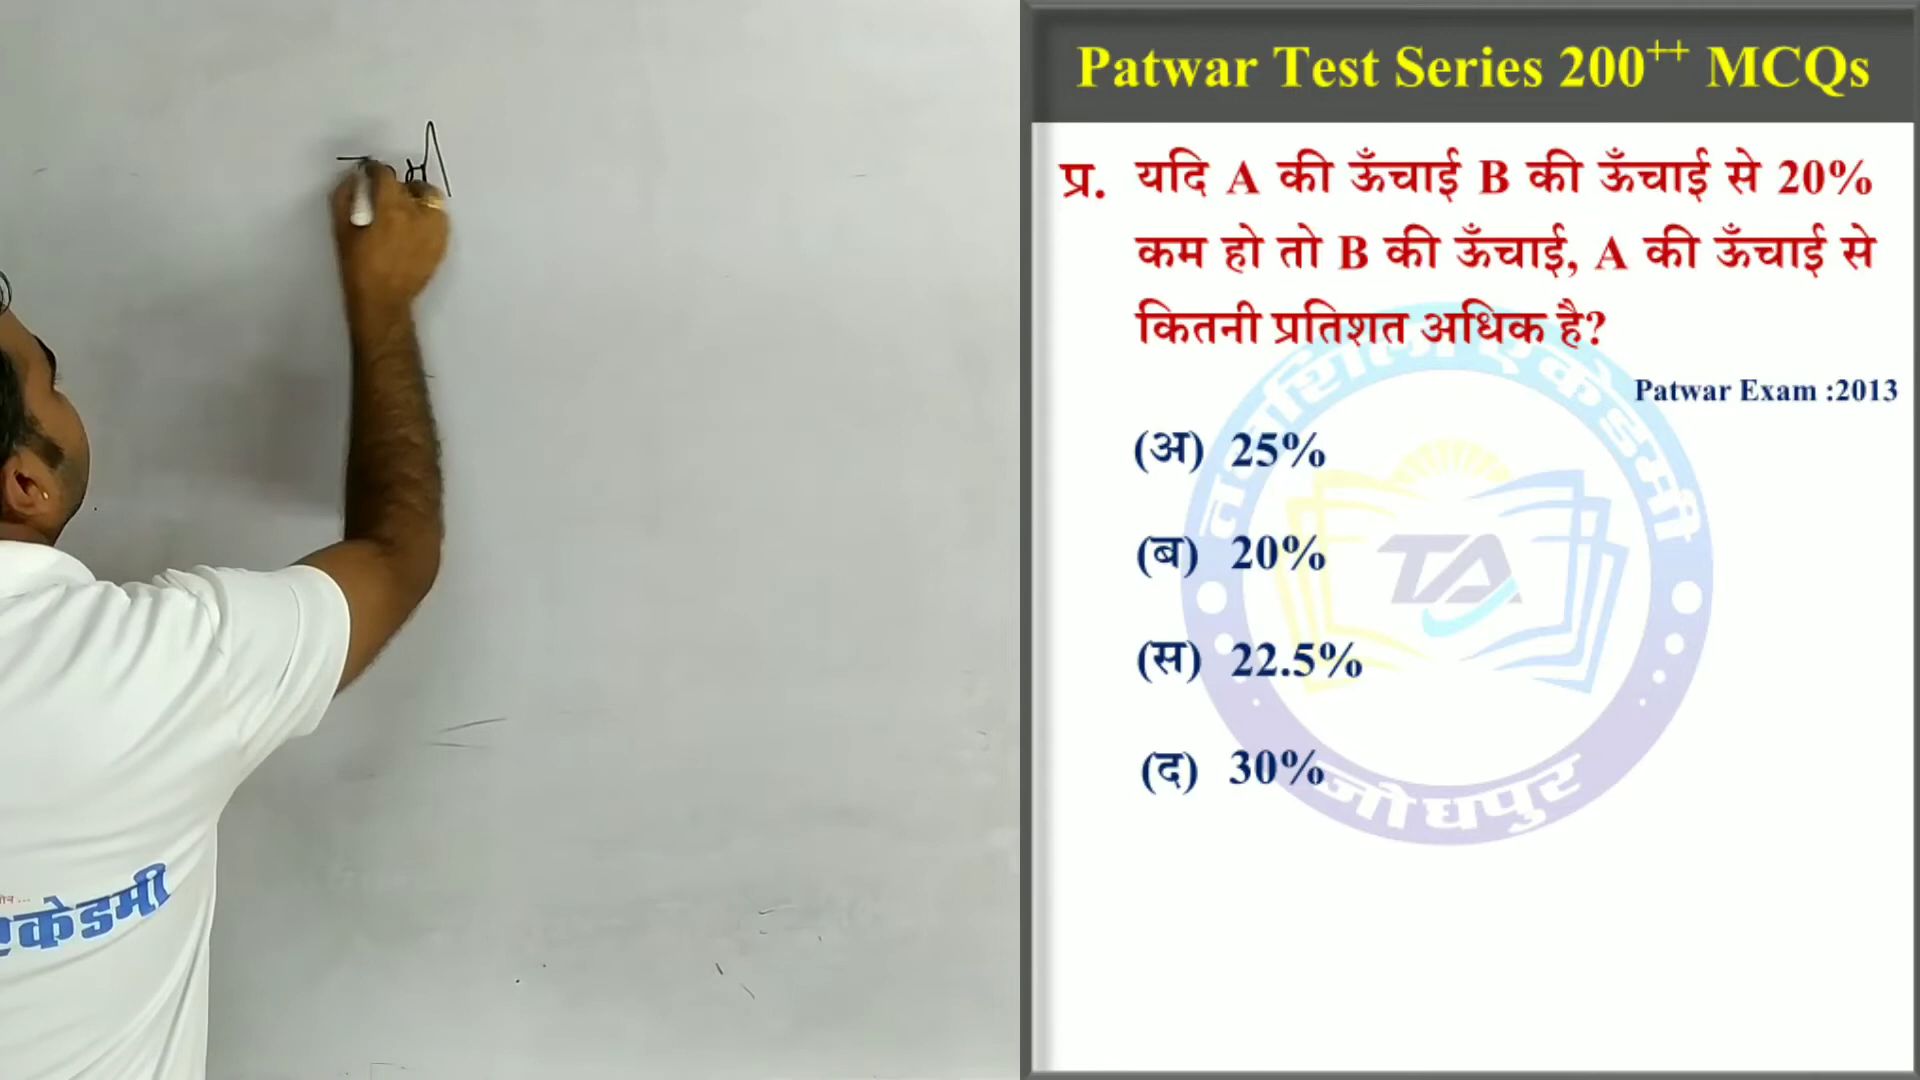 Patwar Test Series 200++ MCQs
प्र. यदि A की ऊँचाई B की ऊँचाई से 20%
कम हो तो B की ऊँचाई, A की ऊँचाई से
कितनी प्रतिशत अधिक है?
Patwar Exam :2013
(अ) 25%
(ब) 20%
(स) 22.5%
(द) 30%
TA
जोधपुर
एकेडमी